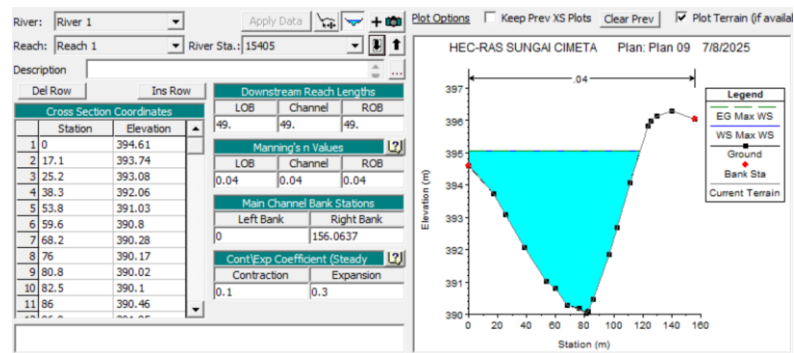 River: River 1 Apply Data
Plot Options Keep Prev XS Plots Clear Prev Plot Terrain (if availal
Reach: Reach 1 River Sta.: 15405
Description ...
Del Row Ins Row
Cross Section Coordinates
Station Elevation
1 0 394.61
2 17.1 393.74
3 25.2 393.08
4 38.3 392.06
5 53.8 391.03
6 59.6 390.8
7 68.2 390.28
8 76 390.17
9 80.8 390.02
10 82.5 390.1
11 86 390.46
Downstream Reach Lengths
LOB Channel ROB
49. 49. 49.
Manning's n Values
LOB Channel ROB
0.04 0.04 0.04
Main Channel Bank Stations
Left Bank Right Bank
0 156.0637
Cont\Exp Coefficient (Steady
Contraction Expansion
0.1 0.3
HEC-RAS SUNGAI CIMETA Plan: Plan 09 7/8/2025
.04
397
396
395
394
393
392
391
390
Elevation (m)
0 20 40 60 80 100 120 140 160
Station (m)
Legend
EG Max WS
WS Max WS
Ground
Bank Sta
Current Terrain